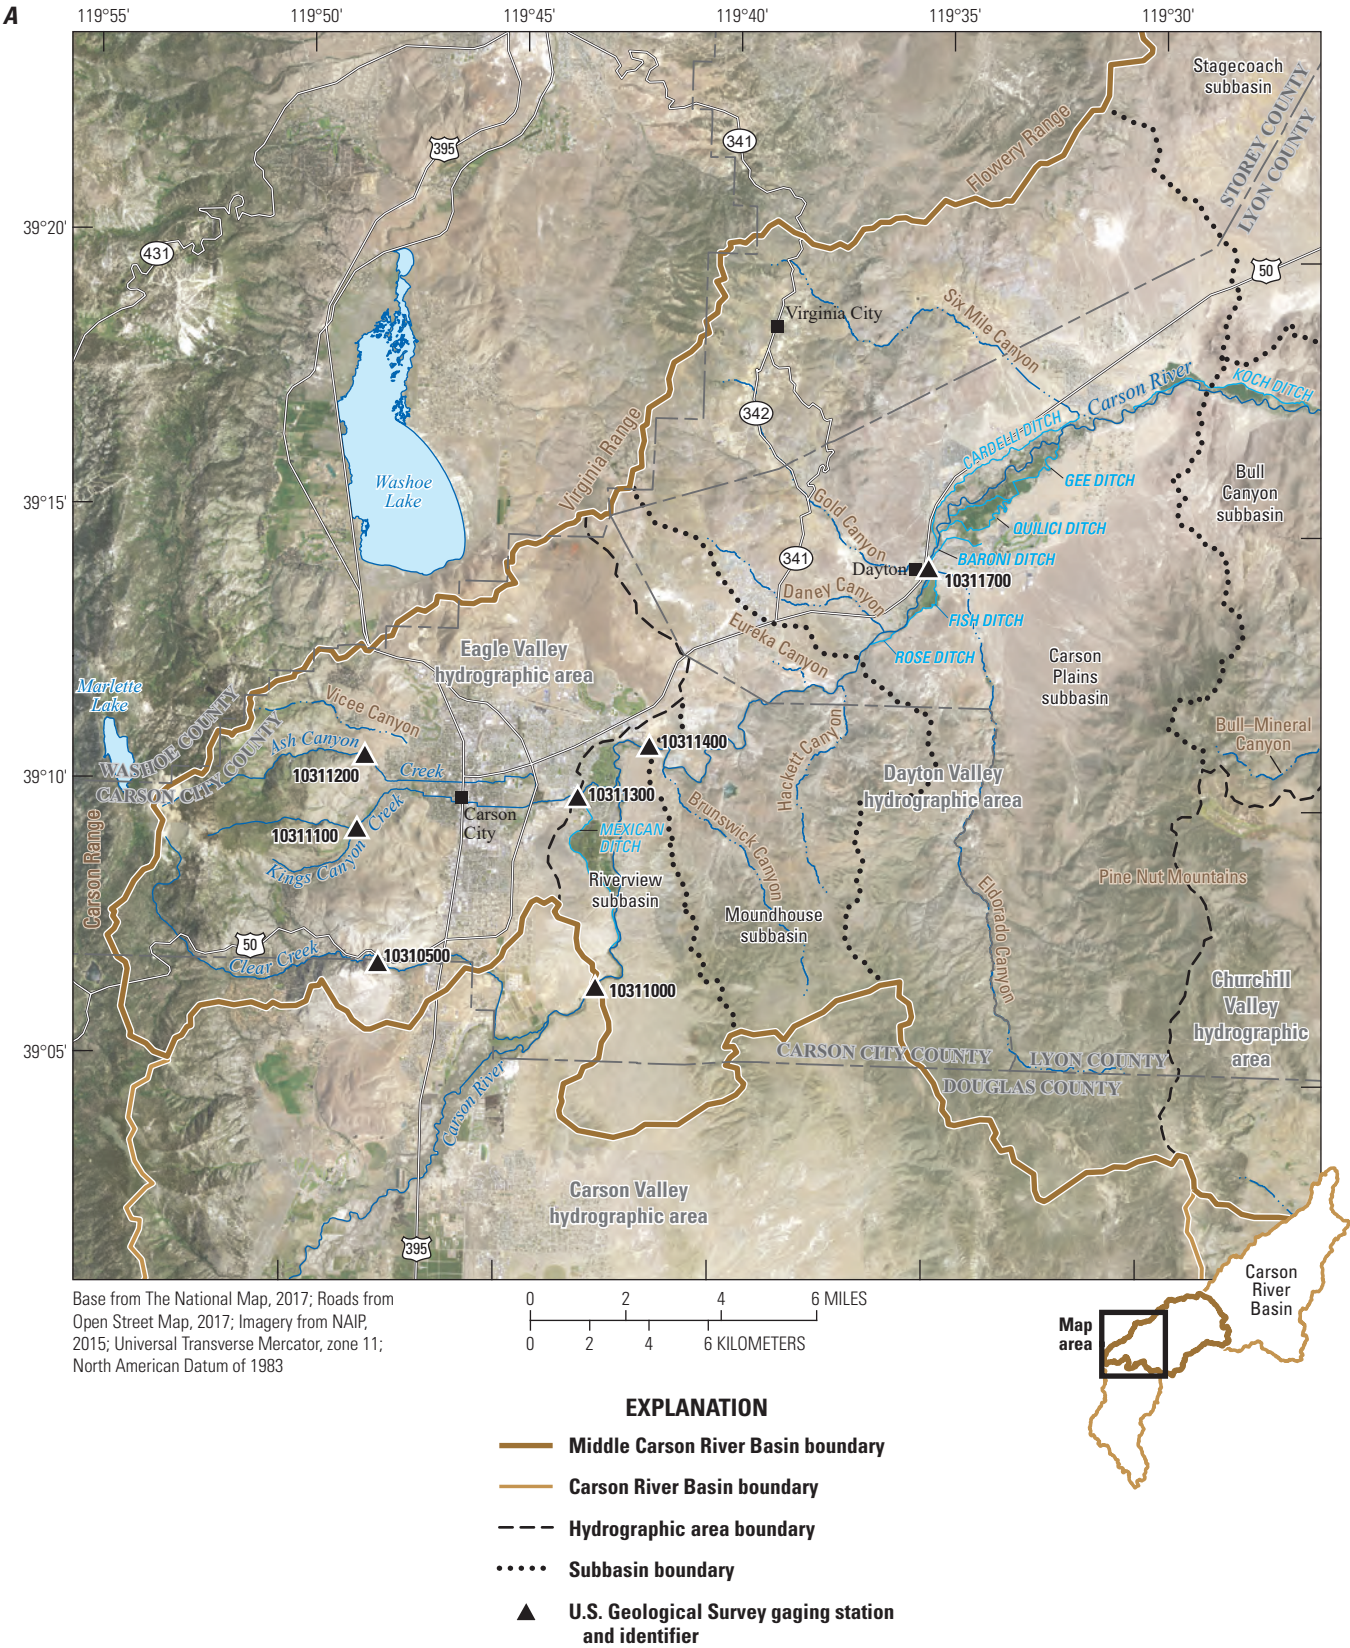 A
119°55'
119°50'
119°45'
119°40'
119°35'
119°30'
Stagecoach
subbasin
STOREY COUNTY
LYON COUNTY
341
395
Flowery Range
39°20'
431
50
Virginia City
Six Mile Canyon
Carson River
KOCH DITCH
342
CARDELLI DITCH
Virginia Range
Washoe
Lake
GEE DITCH
Bull
Canyon
subbasin
39°15'
Gold Canyon
QUILICI DITCH
341
BARONI DITCH
Dayton
10311700
Daney Canyon
FISH DITCH
Eureka Canyon
ROSE DITCH
Eagle Valley
hydrographic area
Carson
Plains
subbasin
Marlette
Lake
Vicee Canyon
WASHOE COUNTY
CARSON CITY COUNTY
Ash Canyon
Creek
10311200
10311400
Bull–Mineral
Canyon
39°10'
Hackett Canyon
Dayton Valley
hydrographic area
10311300
Carson
City
10311100
Kings Canyon Creek
MEXICAN
DITCH
Brunswick Canyon
Carson Range
Riverview
subbasin
Eldorado Canyon
Pine Nut Mountains
Moundhouse
subbasin
50
Clear Creek
10310500
10311000
Churchill
Valley
hydrographic
area
39°05'
CARSON CITY COUNTY
LYON COUNTY
DOUGLAS COUNTY
Carson River
Carson Valley
hydrographic area
395
Base from The National Map, 2017; Roads from
Open Street Map, 2017; Imagery from NAIP,
2015; Universal Transverse Mercator, zone 11;
North American Datum of 1983
0 2 4 6 MILES
0 2 4 6 KILOMETERS
Carson
River
Basin
Map
area
EXPLANATION
Middle Carson River Basin boundary
Carson River Basin boundary
Hydrographic area boundary
Subbasin boundary
U.S. Geological Survey gaging station
and identifier